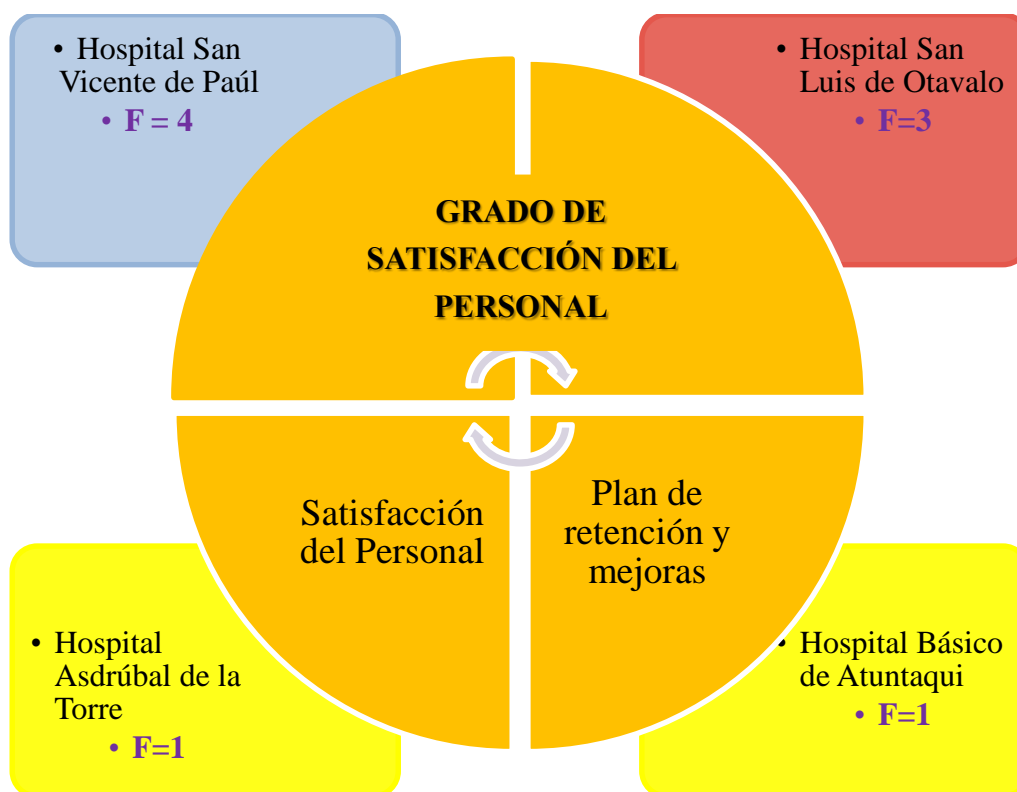 • Hospital San
Vicente de Paúl
• F = 4
• Hospital San
Luis de Otavalo
• F=3
GRADO DE
SATISFACCIÓN DEL
PERSONAL
Satisfacción
del Personal
Plan de
retención y
mejoras
• Hospital
Asdrúbal de la
Torre
• F=1
• Hospital Básico
de Atuntaqui
• F=1